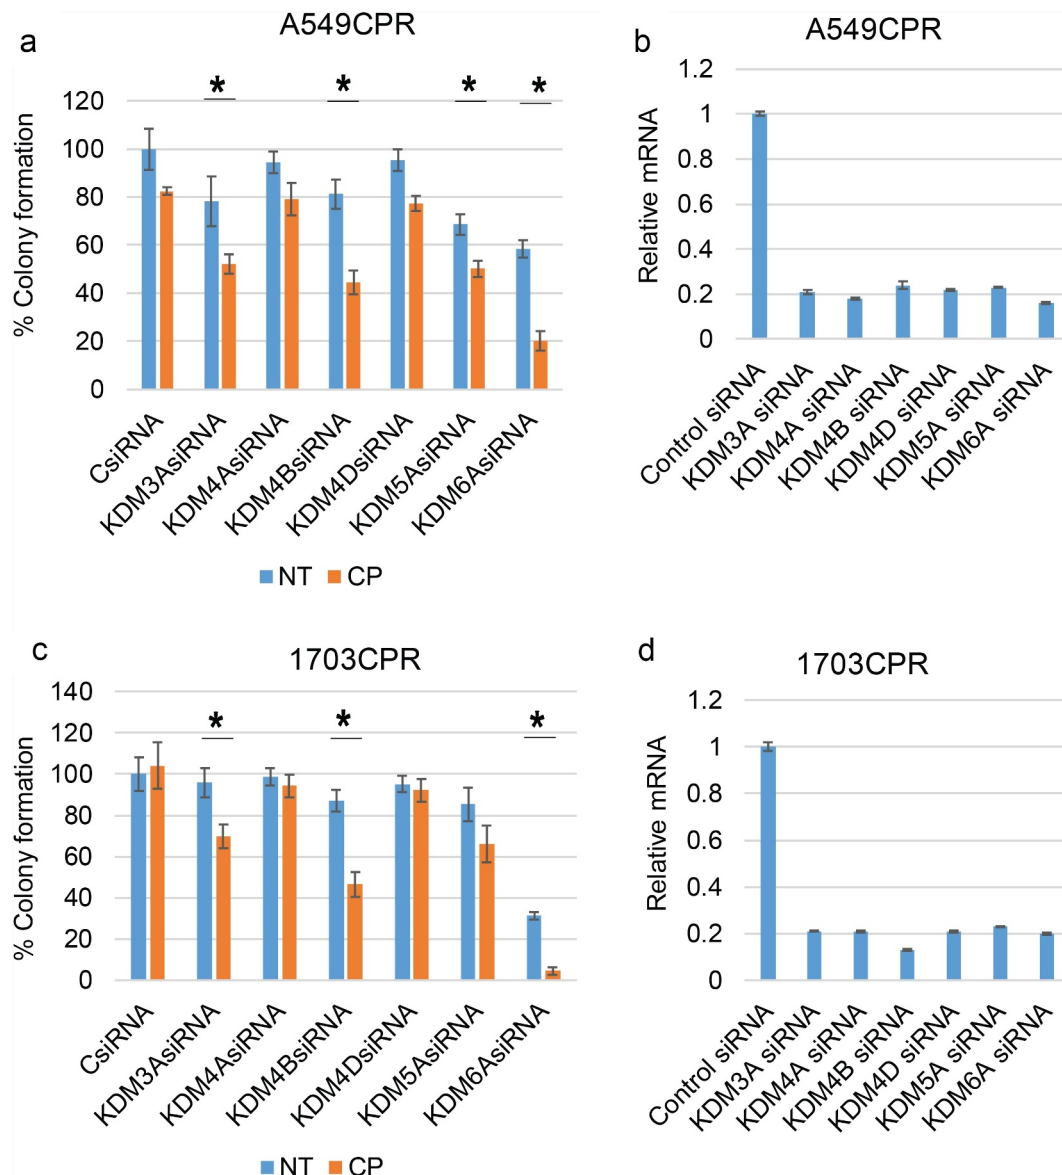 a
A549CPR
% Colony formation
120
100
80
60
40
20
0
* * * *
CsiRNA
KDM3AsiRNA
KDM4AsiRNA
KDM4BsiRNA
KDM4DsiRNA
KDM5AsiRNA
KDM6AsiRNA
NT CP
b
A549CPR
Relative mRNA
1.2
1
0.8
0.6
0.4
0.2
0
Control siRNA
KDM3A siRNA
KDM4A siRNA
KDM4B siRNA
KDM4D siRNA
KDM5A siRNA
KDM6A siRNA
c
1703CPR
% Colony formation
140
120
100
80
60
40
20
0
* * *
CsiRNA
KDM3AsiRNA
KDM4AsiRNA
KDM4BsiRNA
KDM4DsiRNA
KDM5AsiRNA
KDM6AsiRNA
NT CP
d
1703CPR
Relative mRNA
1.2
1
0.8
0.6
0.4
0.2
0
Control siRNA
KDM3A siRNA
KDM4A siRNA
KDM4B siRNA
KDM4D siRNA
KDM5A siRNA
KDM6A siRNA